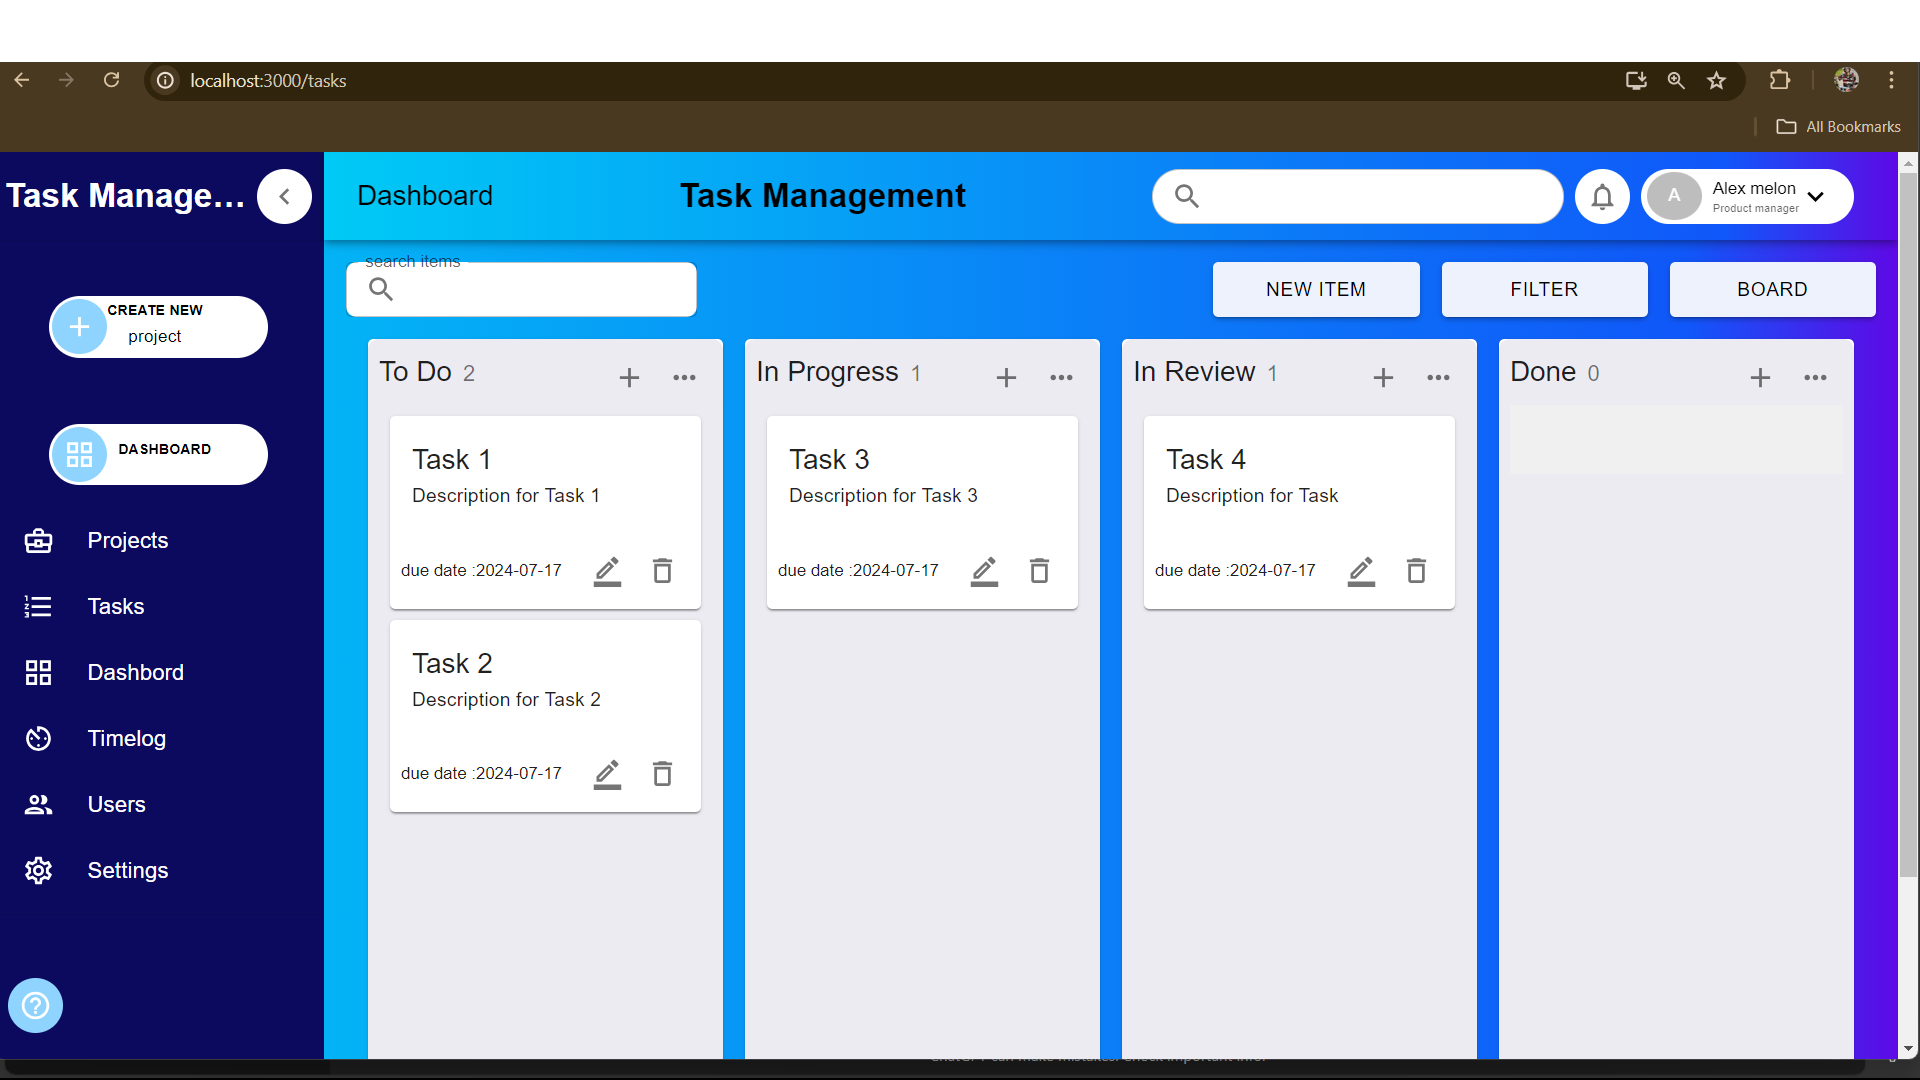 localhost:3000/tasks
All Bookmarks
Task Manage...
Dashboard
Task Management
A
Alex melon
Product manager
search items
NEW ITEM
FILTER
BOARD
CREATE NEW
project
DASHBOARD
Projects
Tasks
Dashbord
Timelog
Users
Settings
To Do 2
Task 1
Description for Task 1
due date :2024-07-17
Task 2
Description for Task 2
due date :2024-07-17
In Progress 1
Task 3
Description for Task 3
due date :2024-07-17
In Review 1
Task 4
Description for Task
due date :2024-07-17
Done 0